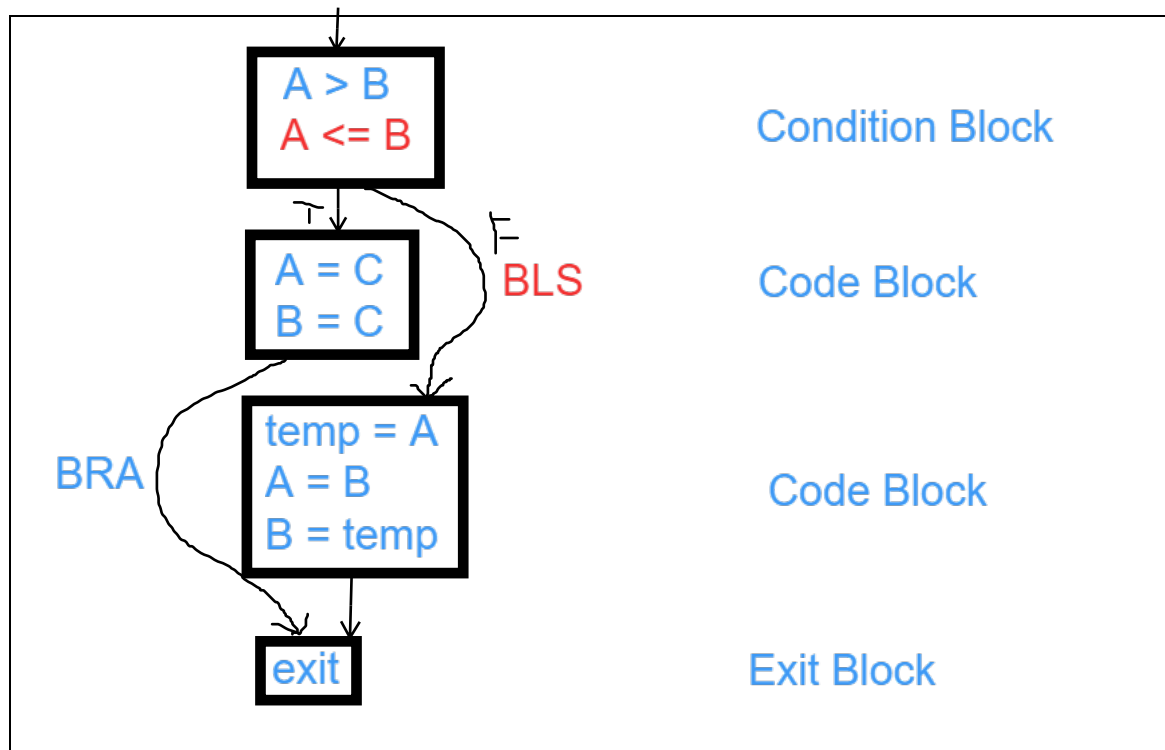 A > B
A <= B
Condition Block
T
F
A = C
B = C
BLS
Code Block
temp = A
A = B
B = temp
BRA
Code Block
exit
Exit Block